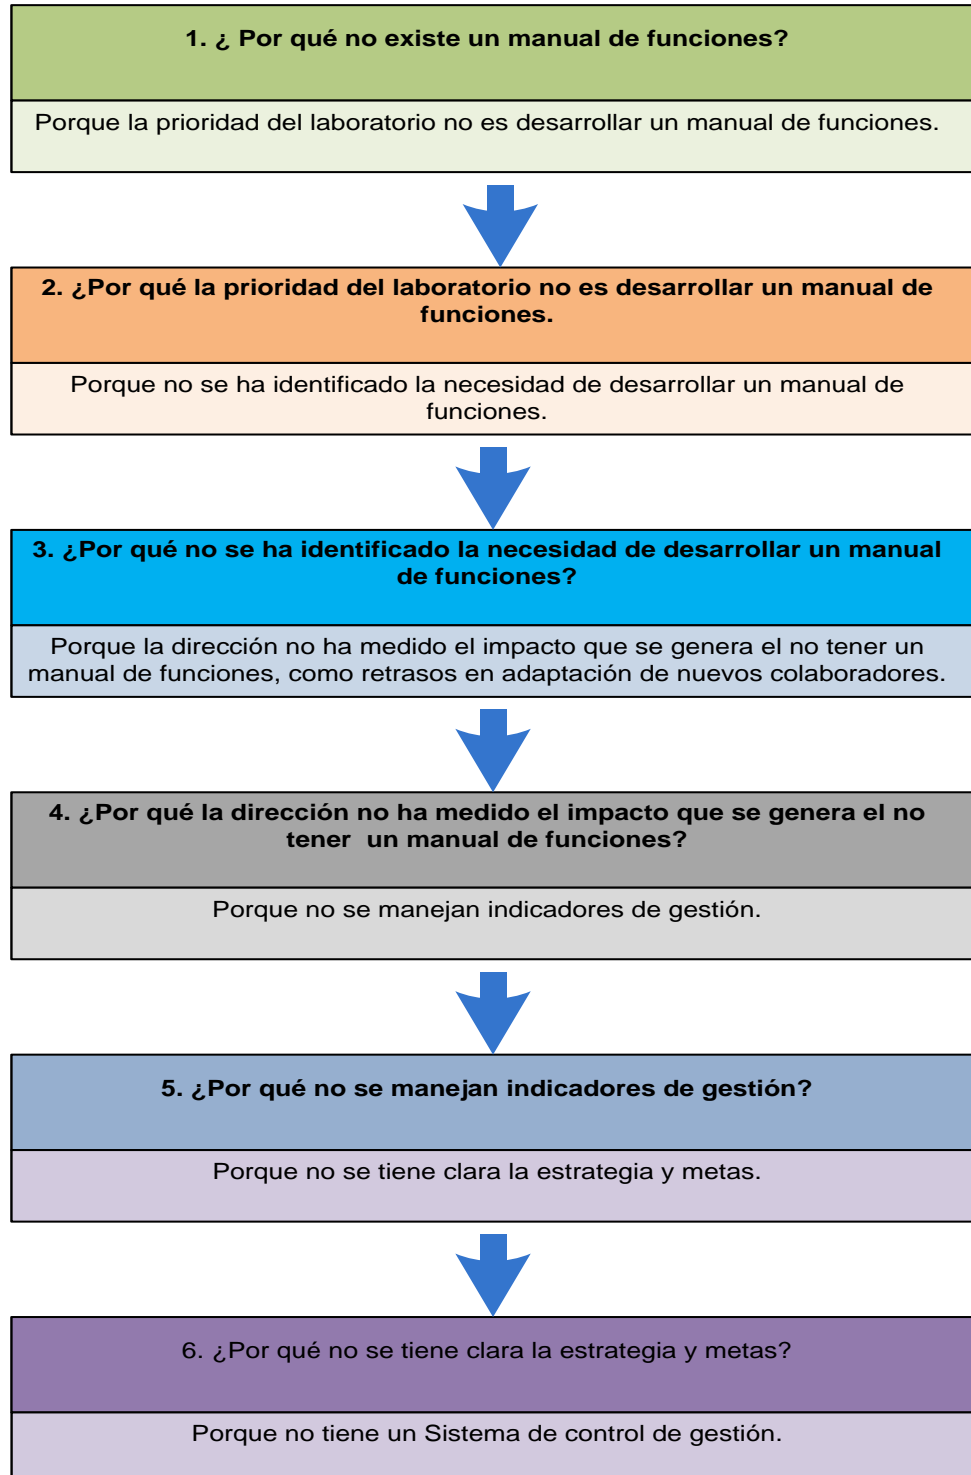 1. ¿ Por qué no existe un manual de funciones?
Porque la prioridad del laboratorio no es desarrollar un manual de funciones.
2. ¿Por qué la prioridad del laboratorio no es desarrollar un manual de
funciones.
Porque no se ha identificado la necesidad de desarrollar un manual de
funciones.
3. ¿Por qué no se ha identificado la necesidad de desarrollar un manual
de funciones?
Porque la dirección no ha medido el impacto que se genera el no tener un
manual de funciones, como retrasos en adaptación de nuevos colaboradores.
4. ¿Por qué la dirección no ha medido el impacto que se genera el no
tener  un manual de funciones?
Porque no se manejan indicadores de gestión.
5. ¿Por qué no se manejan indicadores de gestión?
Porque no se tiene clara la estrategia y metas.
6. ¿Por qué no se tiene clara la estrategia y metas?
Porque no tiene un Sistema de control de gestión.